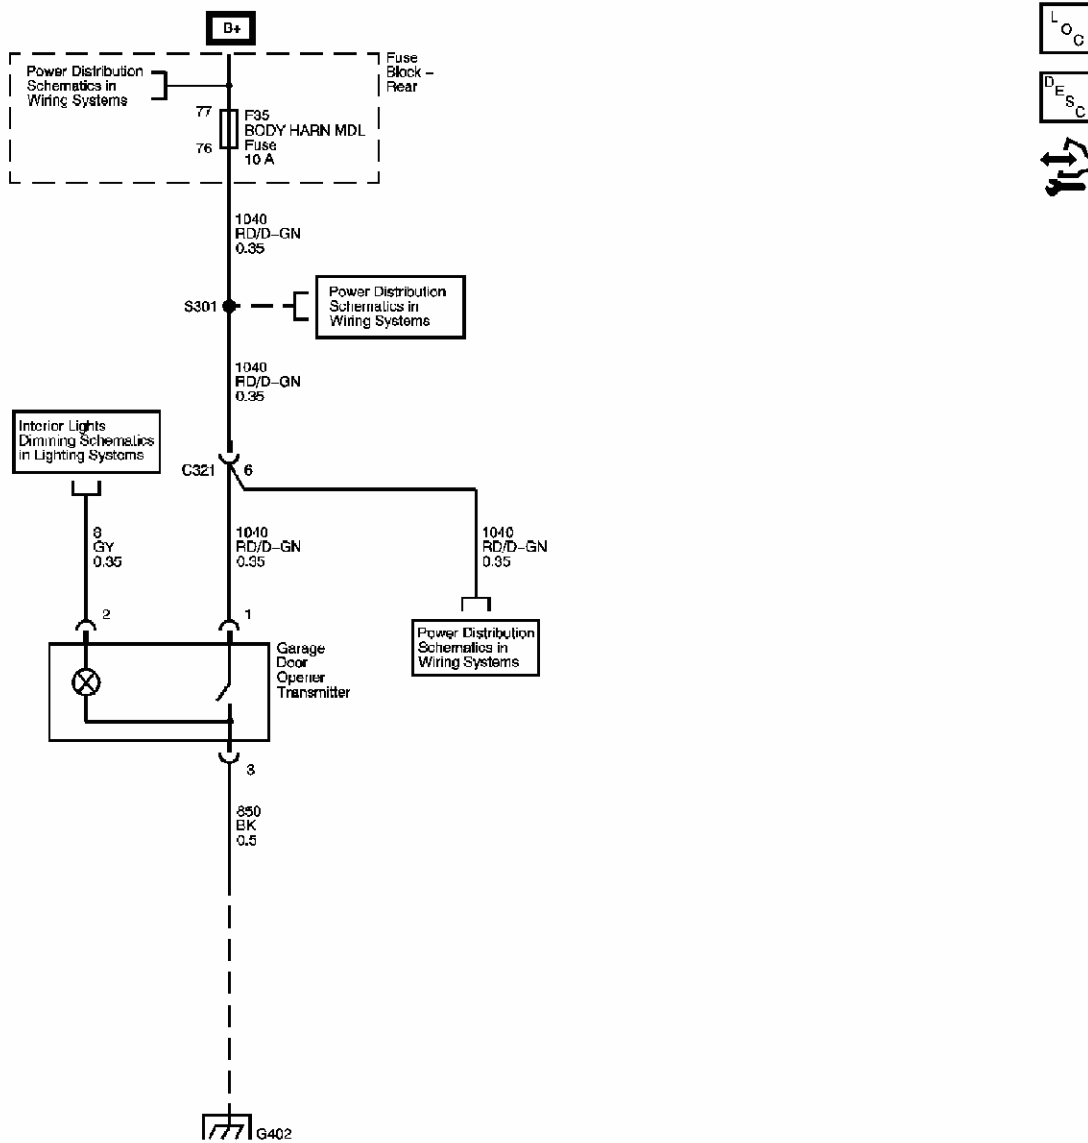 B+
Fuse
Block –
Rear
Power Distribution
Schematics in
Wiring Systems
77
F35
BODY HARN MDL
Fuse
10 A
76
1040
RD/D–GN
0.35
S301
Power Distribution
Schematics in
Wiring Systems
1040
RD/D–GN
0.35
Interior Lights
Dimming Schematics
in Lighting Systems
C321
6
8
GY
0.35
1040
RD/D–GN
0.35
1040
RD/D–GN
0.35
2
1
Power Distribution
Schematics in
Wiring Systems
Garage
Door
Opener
Transmitter
3
850
BK
0.5
G402
LOC
DESC